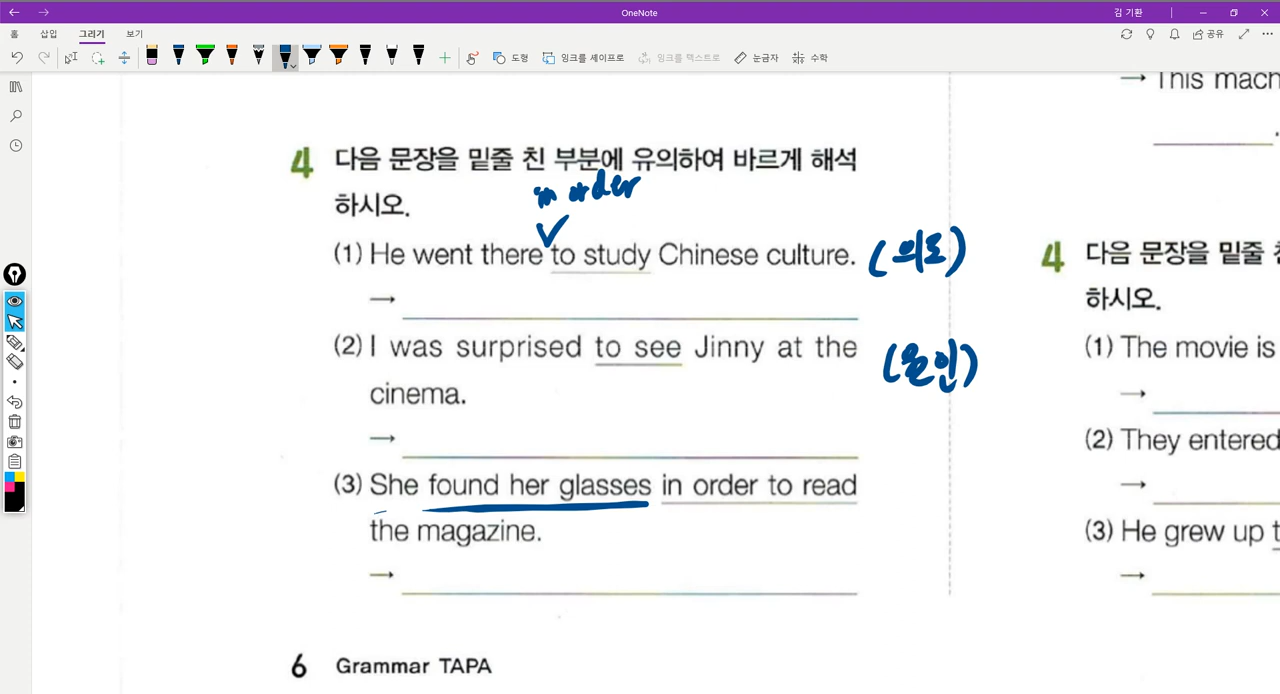 OneNote
김 기환
홈 삽입 그리기 보기
공유
도형 잉크를 셰이프로 잉크를 텍스트로 눈금자 수학
→ This mach
.
4 다음 문장을 밑줄 친 부분에 유의하여 바르게 해석
하시오.
in order
(1) He went there to study Chinese culture. (의도)
→
(2) I was surprised to see Jinny at the (원인)
cinema.
→
(3) She found her glasses in order to read
the magazine.
→
6 Grammar TAPA
4 다음 문장을 밑줄 친
하시오.
(1) The movie is
→
(2) They entered
→
(3) He grew up t
→